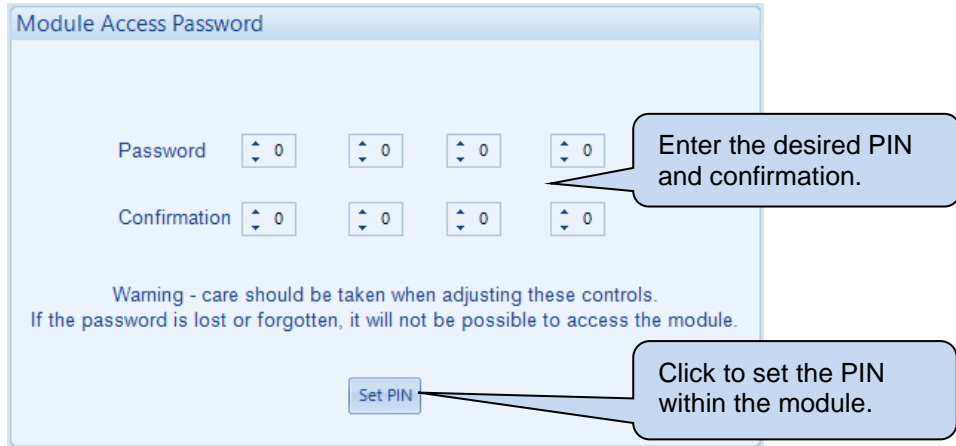 Module Access Password
Password 0 0 0 0
Enter the desired PIN
and confirmation.
Confirmation 0 0 0 0
Warning - care should be taken when adjusting these controls.
If the password is lost or forgotten, it will not be possible to access the module.
Set PIN
Click to set the PIN
within the module.